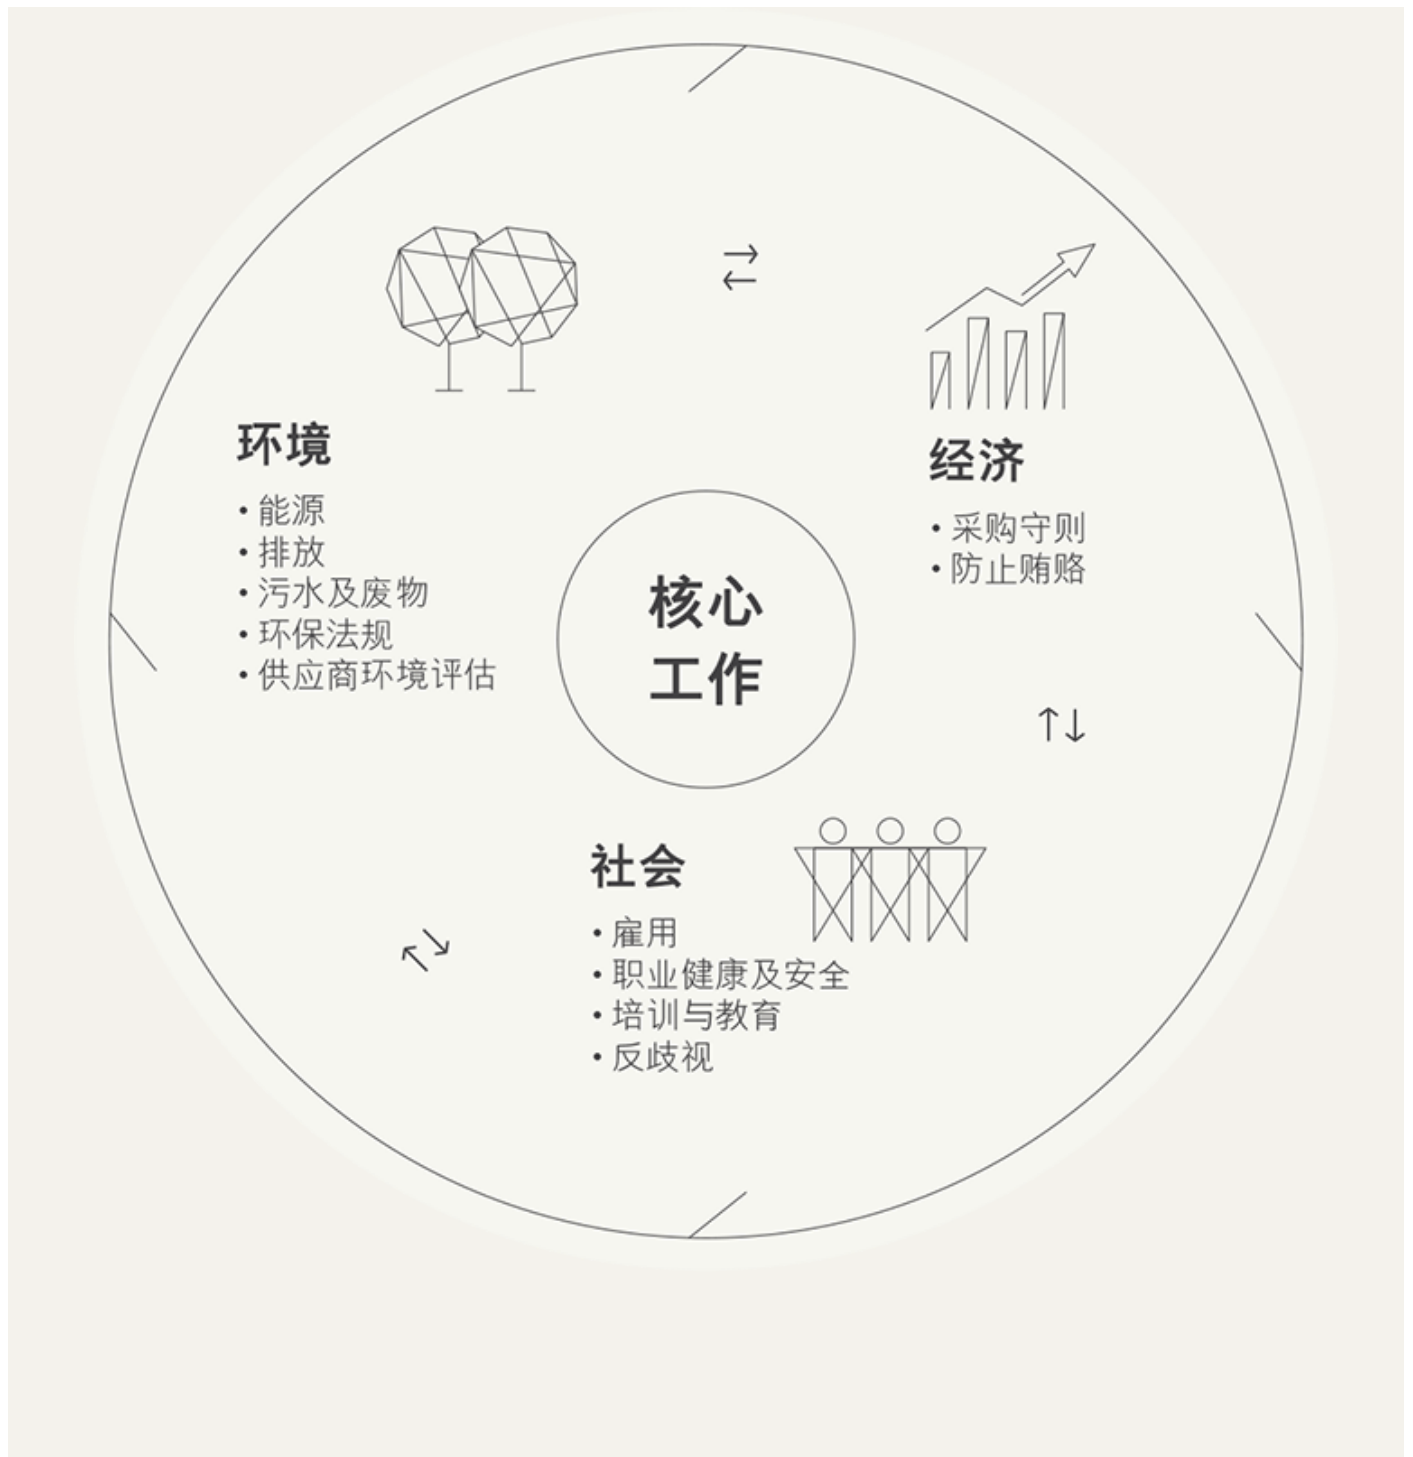 环境
• 能源
• 排放
• 污水及废物
• 环保法规
• 供应商环境评估
经济
• 采购守则
• 防止贿赂
核心
工作
社会
• 雇用
• 职业健康及安全
• 培训与教育
• 反歧视